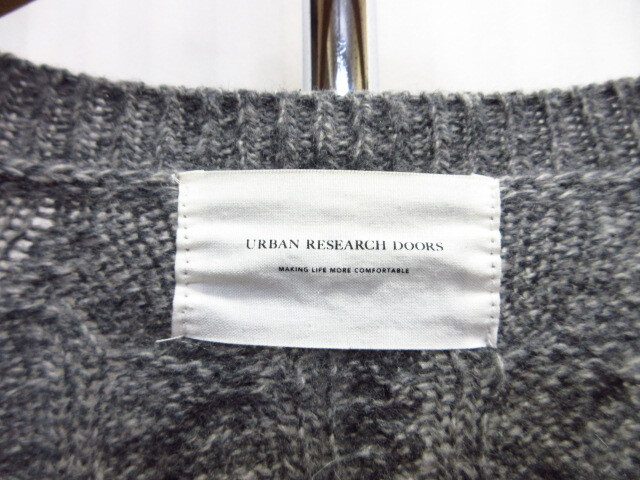 URBAN RESEARCH DOORS
MAKING LIFE MORE COMFORTABLE